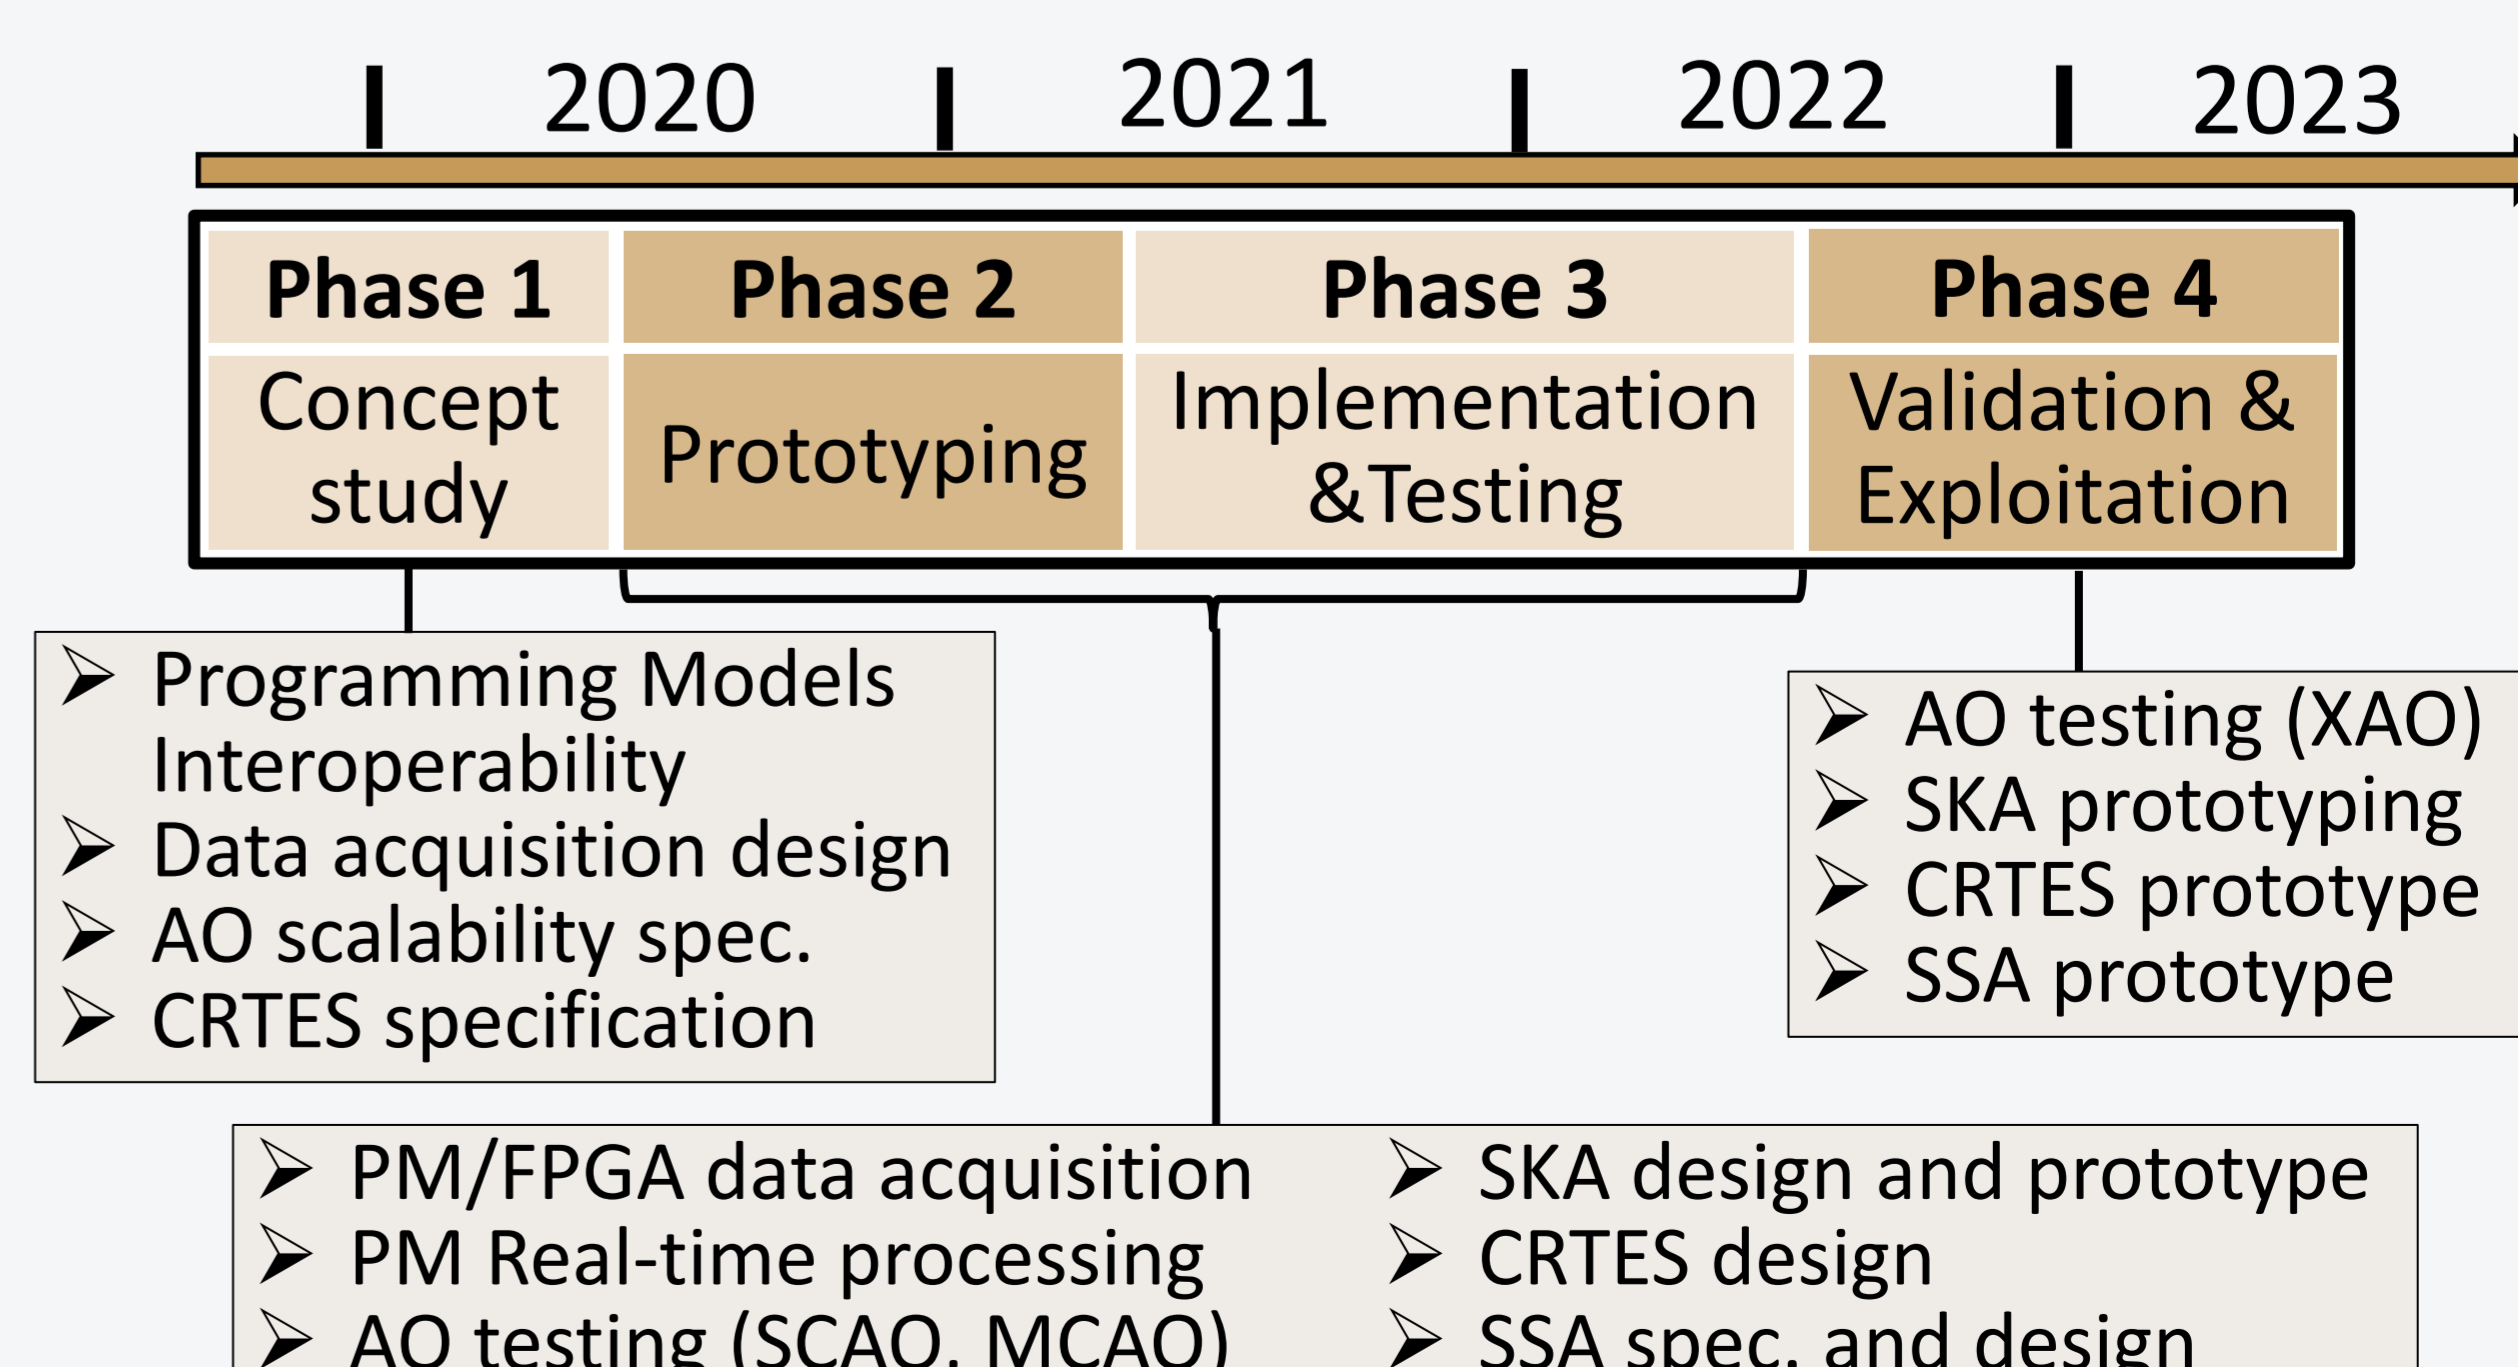 2020 2021 2022 2023
Phase 1 Phase 2 Phase 3 Phase 4
Concept
study
Prototyping
Implementation
&Testing
Validation &
Exploitation
➢ Programming Models
Interoperability
➢ Data acquisition design
➢ AO scalability spec.
➢ CRTES specification
➢ AO testing (XAO)
➢ SKA prototyping
➢ CRTES prototype
➢ SSA prototype
➢ PM/FPGA data acquisition
➢ PM Real-time processing
➢ AO testing (SCAO, MCAO)
➢ SKA design and prototype
➢ CRTES design
➢ SSA spec. and design